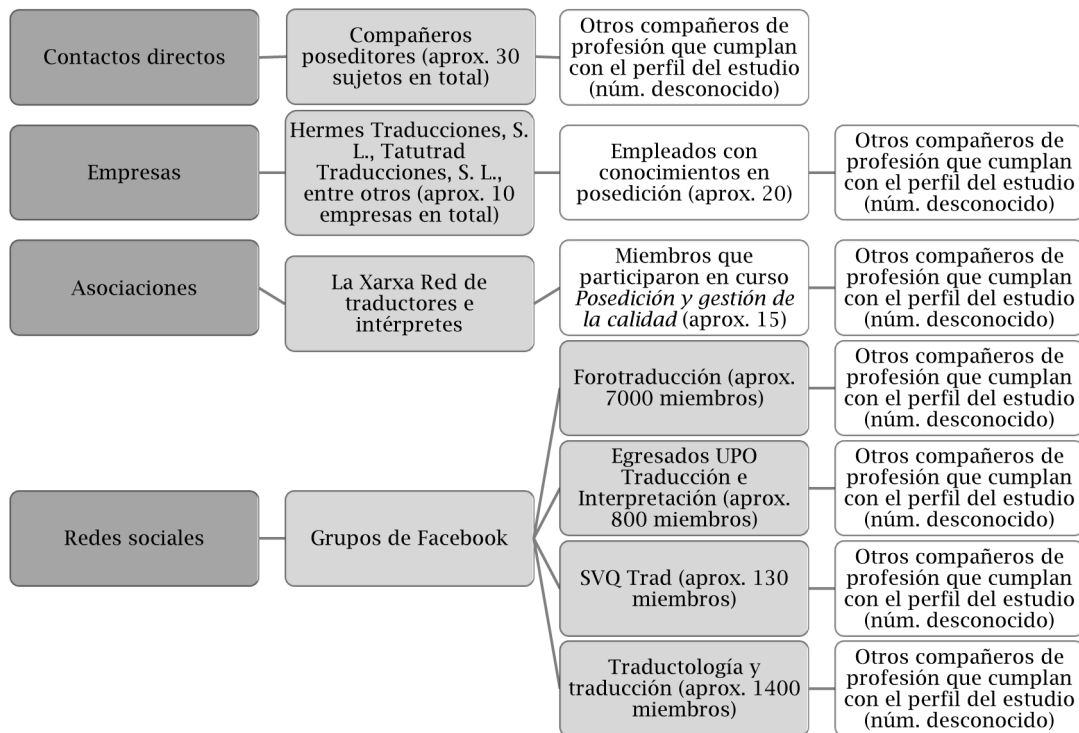 Contactos directos
Compañeros
poseditores (aprox. 30
sujetos en total)
Otros compañeros de
profesión que cumplan
con el perfil del estudio
(núm. desconocido)
Empresas
Hermes Traducciones, S.
L., Tatutrad
Traducciones, S. L.,
entre otros (aprox. 10
empresas en total)
Empleados con
conocimientos en
posedición (aprox. 20)
Otros compañeros de
profesión que cumplan
con el perfil del estudio
(núm. desconocido)
Asociaciones
La Xarxa Red de
traductores e
intérpretes
Miembros que
participaron en curso
Posedición y gestión de
la calidad (aprox. 15)
Otros compañeros de
profesión que cumplan
con el perfil del estudio
(núm. desconocido)
Redes sociales
Grupos de Facebook
Forotraducción (aprox.
7000 miembros)
Otros compañeros de
profesión que cumplan
con el perfil del estudio
(núm. desconocido)
Egresados UPO
Traducción e
Interpretación (aprox.
800 miembros)
Otros compañeros de
profesión que cumplan
con el perfil del estudio
(núm. desconocido)
SVQ Trad (aprox. 130
miembros)
Otros compañeros de
profesión que cumplan
con el perfil del estudio
(núm. desconocido)
Traductología y
traducción (aprox. 1400
miembros)
Otros compañeros de
profesión que cumplan
con el perfil del estudio
(núm. desconocido)